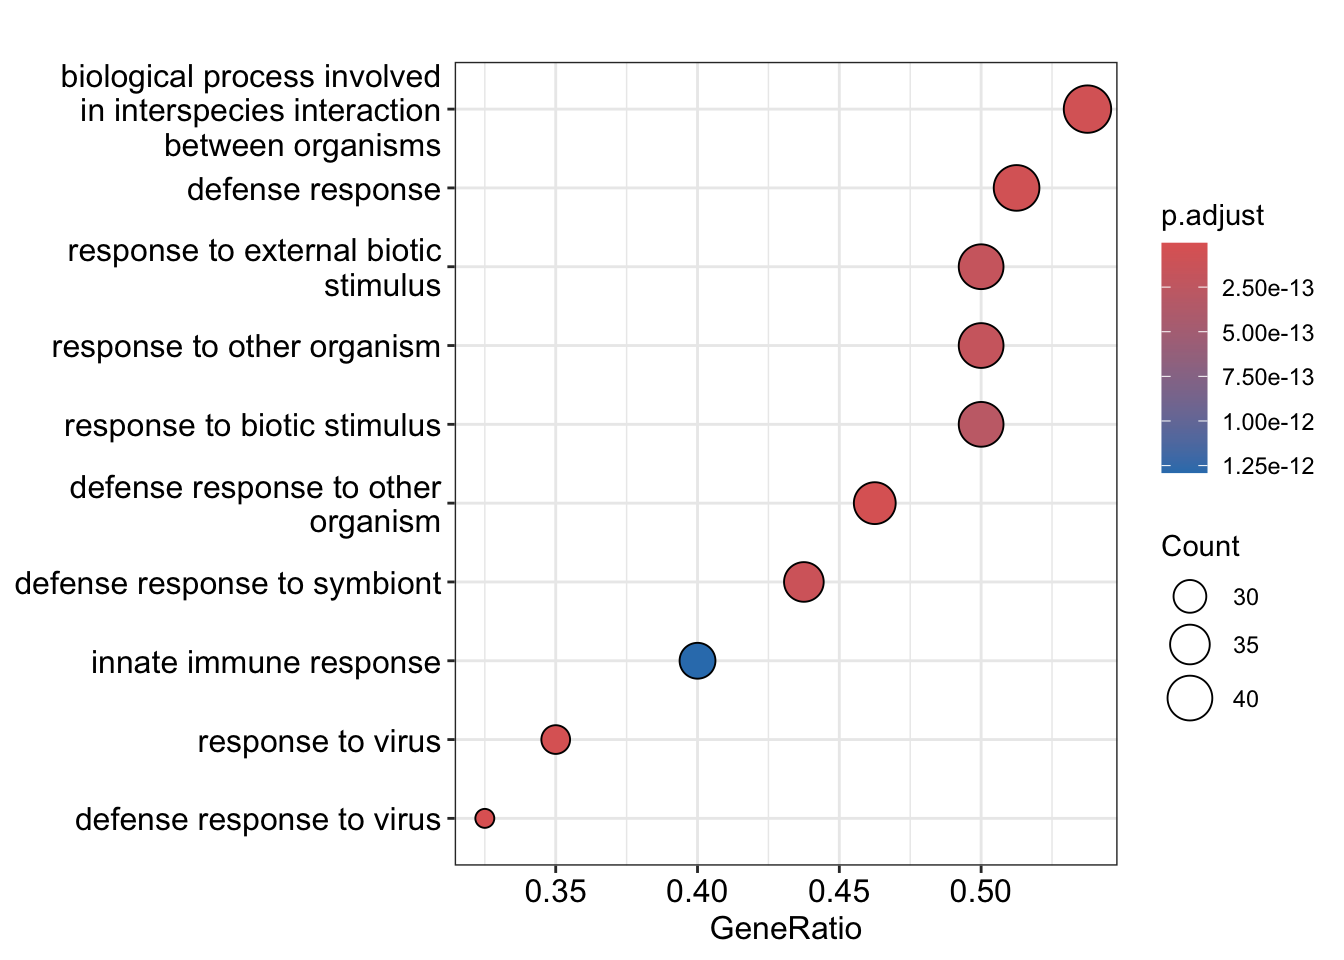 biological process involved
in interspecies interaction
between organisms
defense response
response to external biotic
stimulus
response to other organism
response to biotic stimulus
defense response to other
organism
defense response to symbiont
innate immune response
response to virus
defense response to virus
0.35 0.40 0.45 0.50
GeneRatio
p.adjust
2.50e-13
5.00e-13
7.50e-13
1.00e-12
1.25e-12
Count
30
35
40